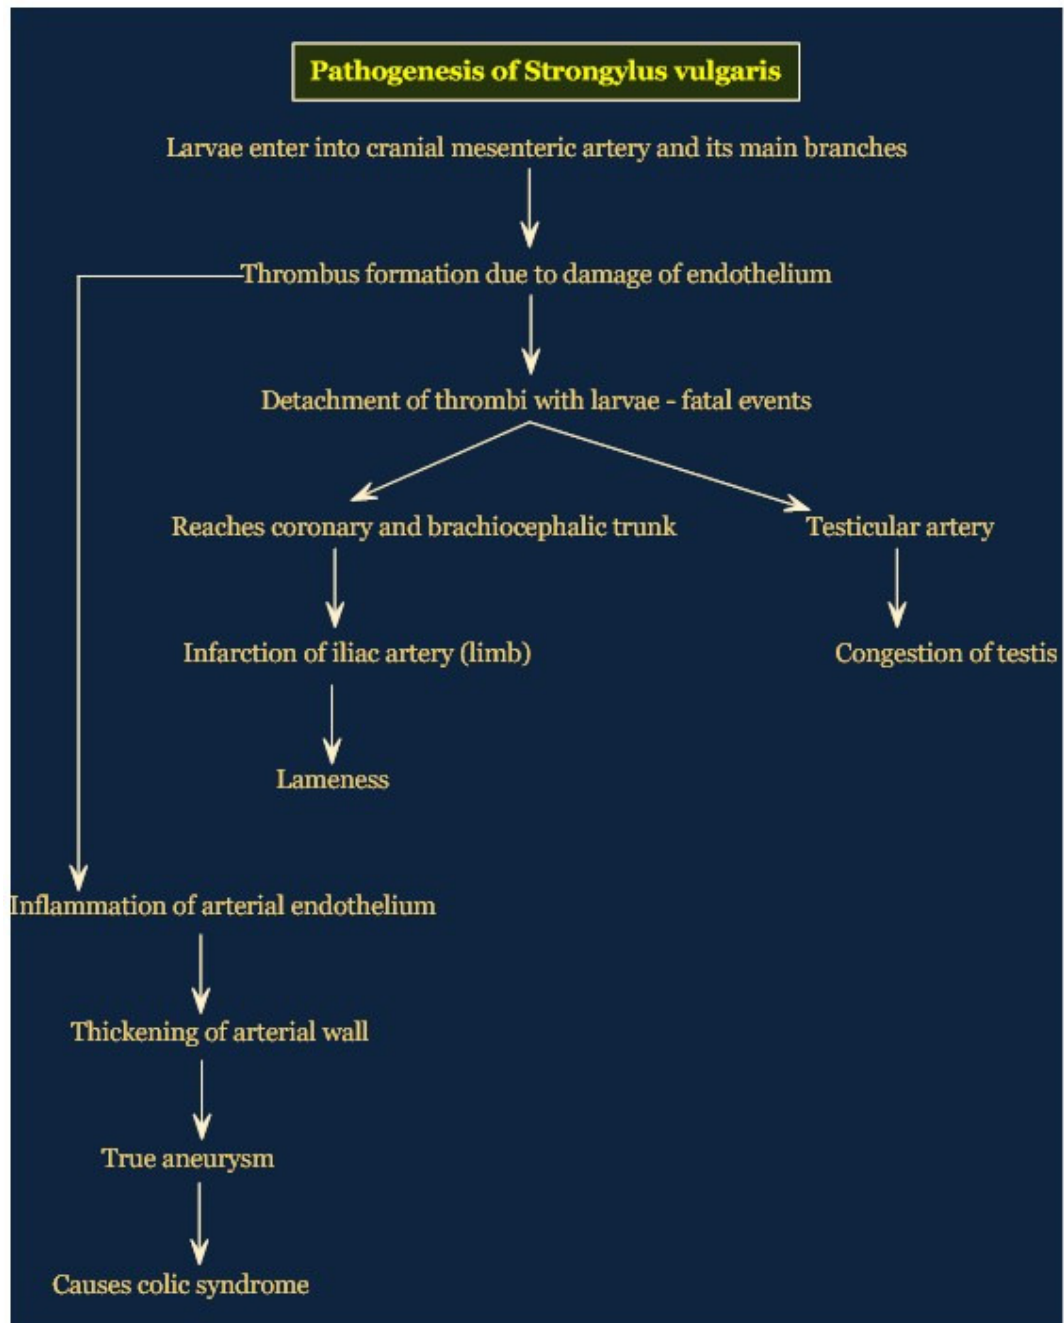 Pathogenesis of Strongylus vulgaris
Larvae enter into cranial mesenteric artery and its main branches
Thrombus formation due to damage of endothelium
Detachment of thrombi with larvae - fatal events
Reaches coronary and brachiocephalic trunk
Testicular artery
Infarction of iliac artery (limb)
Congestion of testis
Lameness
Inflammation of arterial endothelium
Thickening of arterial wall
True aneurysm
Causes colic syndrome